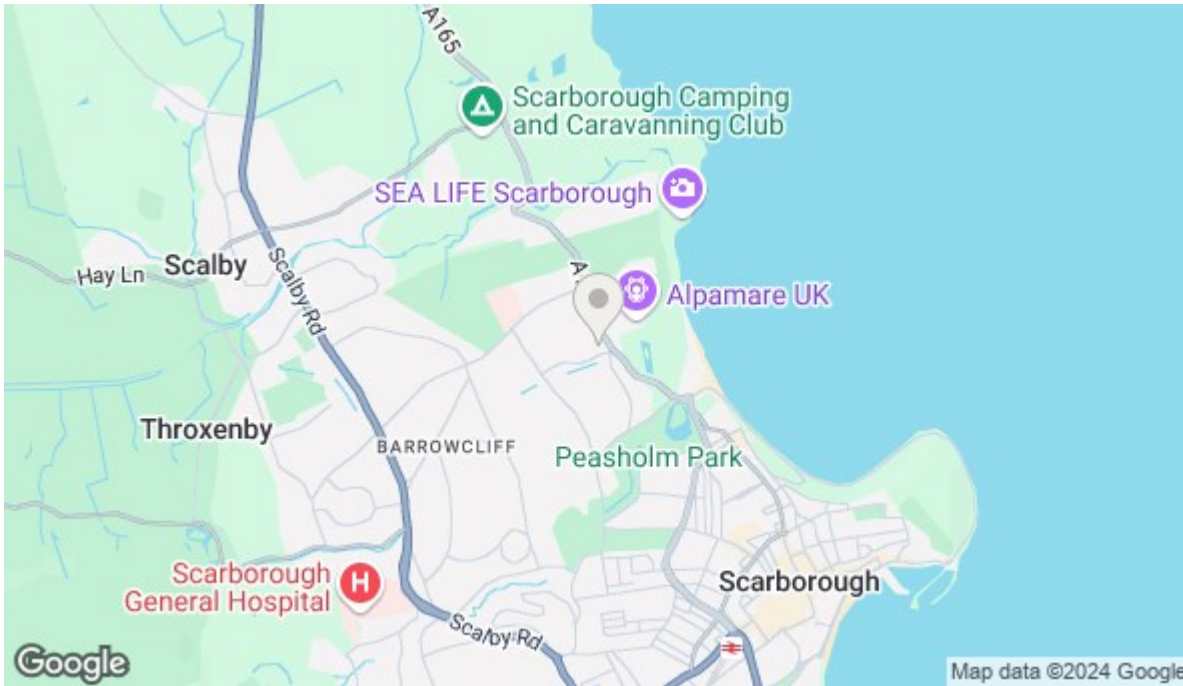 A165
Scarborough Camping
and Caravanning Club
SEA LIFE Scarborough
Scalby
Hay Ln
Scalby Rd
A
Alpamare UK
Throxenby
BARROWCLIFF
Peasholm Park
Scarborough
General Hospital
H
Scarborough
Scalby Rd
Google
Map data ©2024 Google